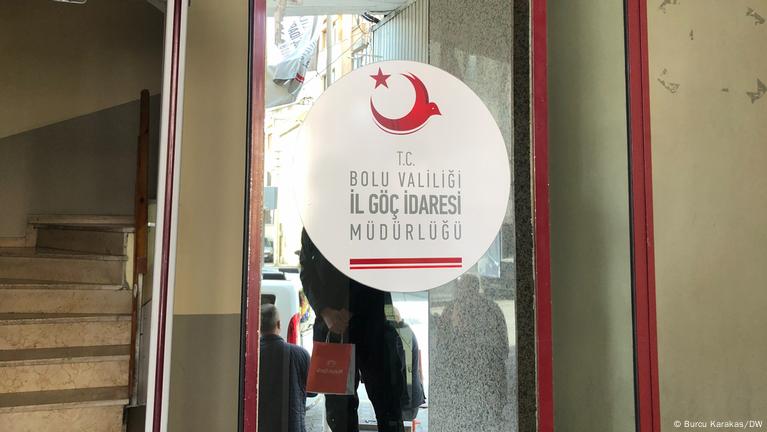 T.C.
BOLU VALİLİĞİ
İL GÖÇ İDARESİ
MÜDÜRLÜĞÜ
© Burcu Karakas/DW